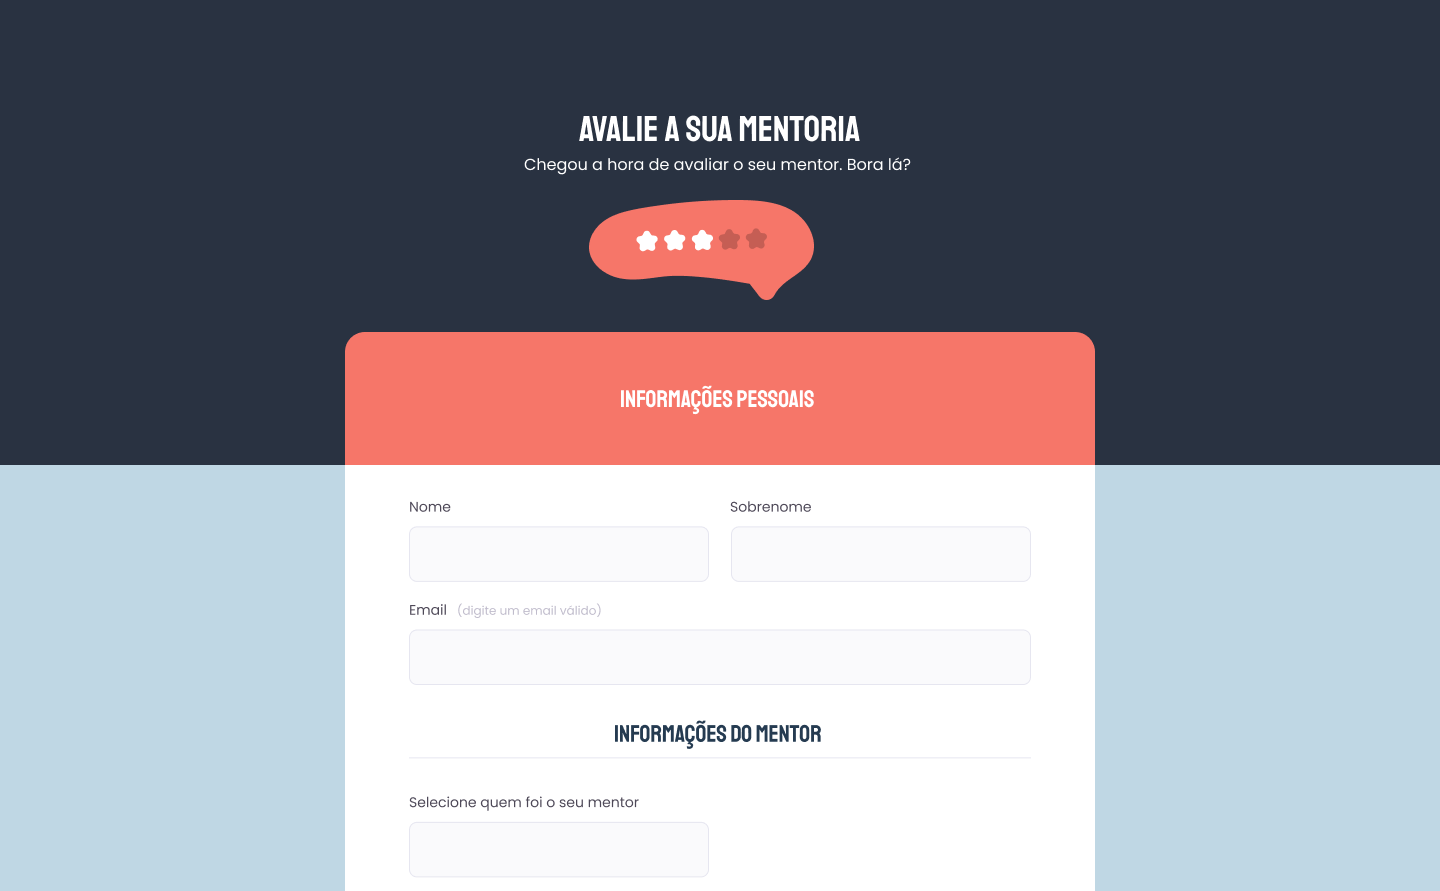 AVALIE A SUA MENTORIA
Chegou a hora de avaliar o seu mentor. Bora lá?
INFORMAÇÕES PESSOAIS
Nome
Sobrenome
Email (digite um email válido)
INFORMAÇÕES DO MENTOR
Selecione quem foi o seu mentor